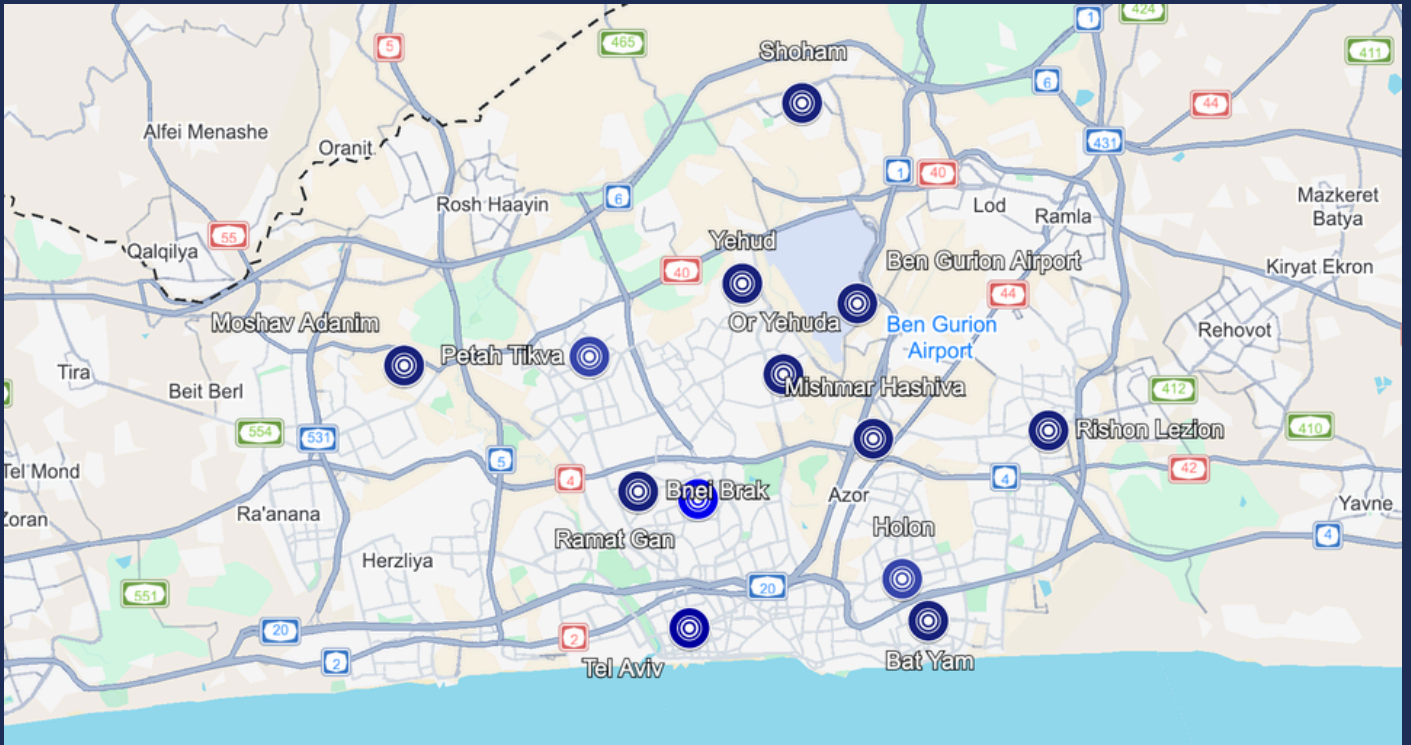 1
424
5
465
411
Shoham
6
44
Alfei Menashe
431
Oranit
1
40
6
Mazkeret
Batya
Rosh Haayin
Lod
Ramla
55
Yehud
Qalqilya
Ben Gurion Airport
Kiryat Ekron
40
44
Moshav Adanim
Or Yehuda
Ben Gurion
Airport
Rehovot
Petah Tikva
Tira
Beit Berl
Mishmar Hashiva
412
554
531
Rishon Lezion
410
5
Tel Mond
4
4
42
Bnei Brak
Azor
Yavne
Zoran
Ra'anana
Holon
4
Ramat Gan
Herzliya
20
551
20
2
2
Tel Aviv
Bat Yam